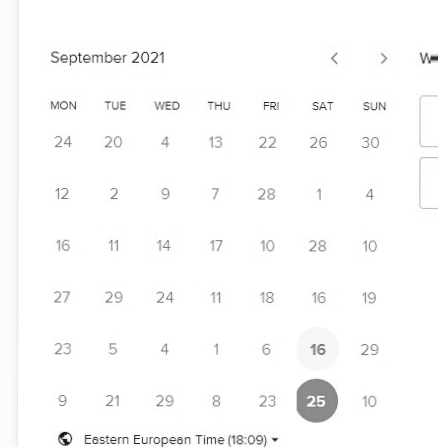 September 2021 < >
MON TUE WED THU FRI SAT SUN
24 20 4 13 22 26 30
12 2 9 7 28 1 4
16 11 14 17 10 28 10
27 29 24 11 18 16 19
23 5 4 1 6 16 29
9 21 29 8 23 25 10
Eastern European Time (18:09)